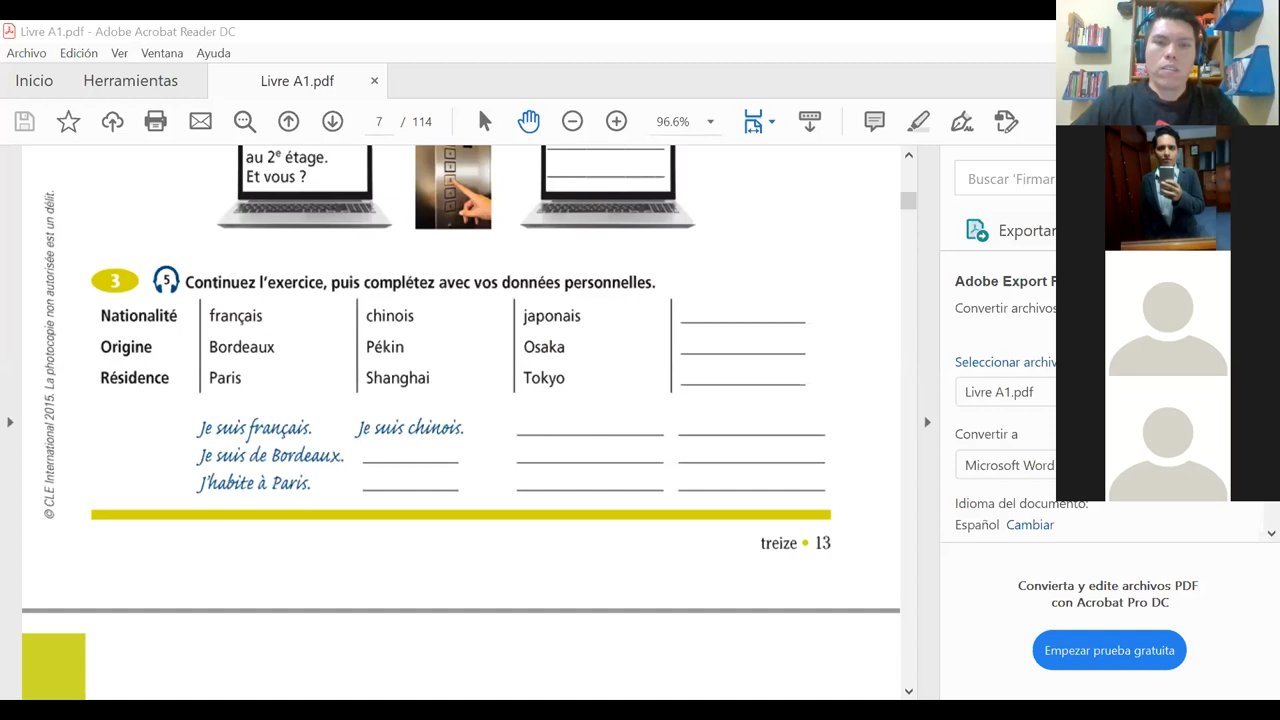 Livre A1.pdf - Adobe Acrobat Reader DC
Archivo Edición Ver Ventana Ayuda
Inicio Herramientas Livre A1.pdf ×
7 / 114 96.6%
au 2e étage.
Et vous ?
3 5 Continuez l'exercice, puis complétez avec vos données personnelles.
Nationalité français chinois japonais
Origine Bordeaux Pékin Osaka
Résidence Paris Shanghai Tokyo
Je suis français. Je suis chinois.
Je suis de Bordeaux.
J'habite à Paris.
treize • 13
© CLE International 2015. La photocopie non autorisée est un délit.
Buscar 'Firmar
Exportar
Adobe Export P
Convertir archivos
Seleccionar archiv
Livre A1.pdf
Convertir a
Microsoft Word
Idioma del documento:
Español Cambiar
Convierta y edite archivos PDF
con Acrobat Pro DC
Empezar prueba gratuita